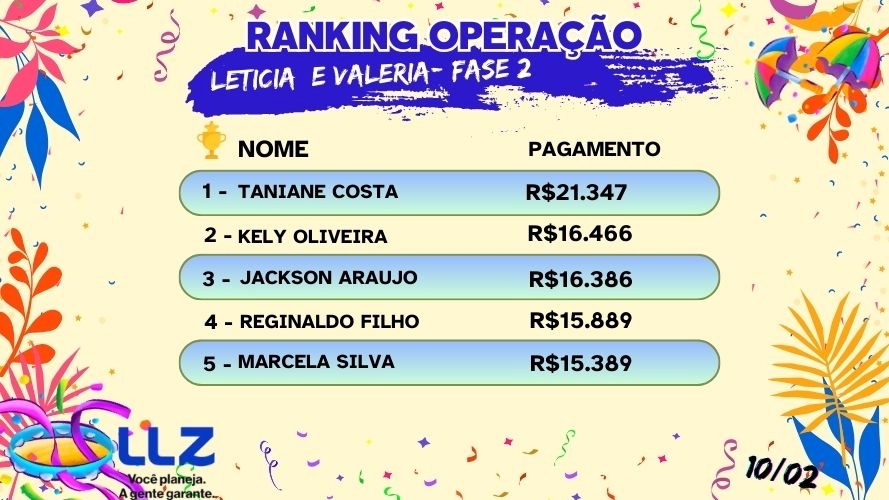 RANKING OPERAÇÃO
LETICIA E VALERIA- FASE 2
NOME PAGAMENTO
1 - TANIANE COSTA R$21.347
2 - KELY OLIVEIRA R$16.466
3 - JACKSON ARAUJO R$16.386
4 - REGINALDO FILHO R$15.889
5 - MARCELA SILVA R$15.389
LLZ
Você planeja.
A gente garante.
10/02